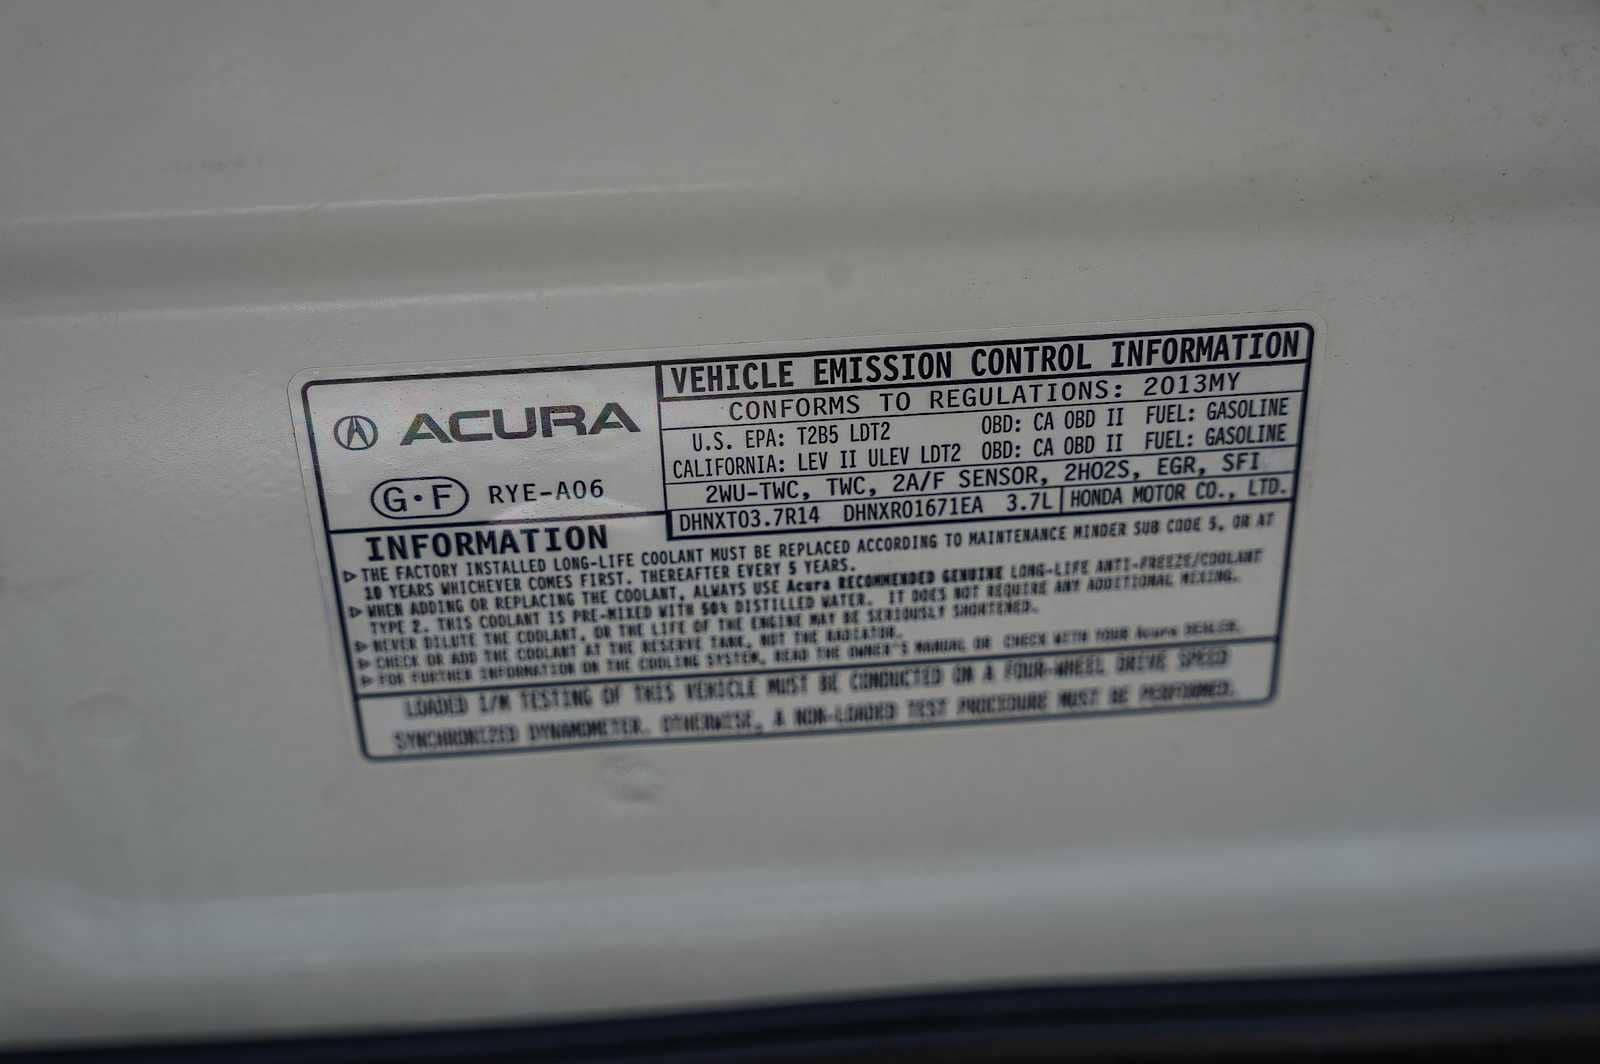 ACURA
G·F RYE-A06
VEHICLE EMISSION CONTROL INFORMATION
CONFORMS TO REGULATIONS: 2013MY
U.S. EPA: T2B5 LDT2 OBD: CA OBD II FUEL: GASOLINE
CALIFORNIA: LEV II ULEV LDT2 OBD: CA OBD II FUEL: GASOLINE
2WU-TWC, TWC, 2A/F SENSOR, 2HO2S, EGR, SFI
DHNXT03.7R14 DHNXR01671EA 3.7L HONDA MOTOR CO., LTD.
INFORMATION
▷THE FACTORY INSTALLED LONG-LIFE COOLANT MUST BE REPLACED ACCORDING TO MAINTENANCE MINDER SUB CODE 5, OR AT
10 YEARS WHICHEVER COMES FIRST. THEREAFTER EVERY 5 YEARS.
▷WHEN ADDING OR REPLACING THE COOLANT, ALWAYS USE Acura RECOMMENDED GENUINE LONG-LIFE ANTI-FREEZE/COOLANT
TYPE 2. THIS COOLANT IS PRE-MIXED WITH 50% DISTILLED WATER. IT DOES NOT REQUIRE ANY ADDITIONAL MIXING.
▷NEVER DILUTE THE COOLANT, OR THE LIFE OF THE ENGINE MAY BE SERIOUSLY SHORTENED.
▷CHECK OR ADD THE COOLANT AT THE RESERVE TANK, NOT THE RADIATOR.
▷FOR FURTHER INFORMATION ON THE COOLING SYSTEM, READ THE OWNER'S MANUAL OR CHECK WITH YOUR Acura DEALER.
LOADED I/M TESTING OF THIS VEHICLE MUST BE CONDUCTED ON A FOUR-WHEEL DRIVE SPEED
SYNCHRONIZED DYNAMOMETER. OTHERWISE, A NON-LOADED TEST PROCEDURE MUST BE PERFORMED.